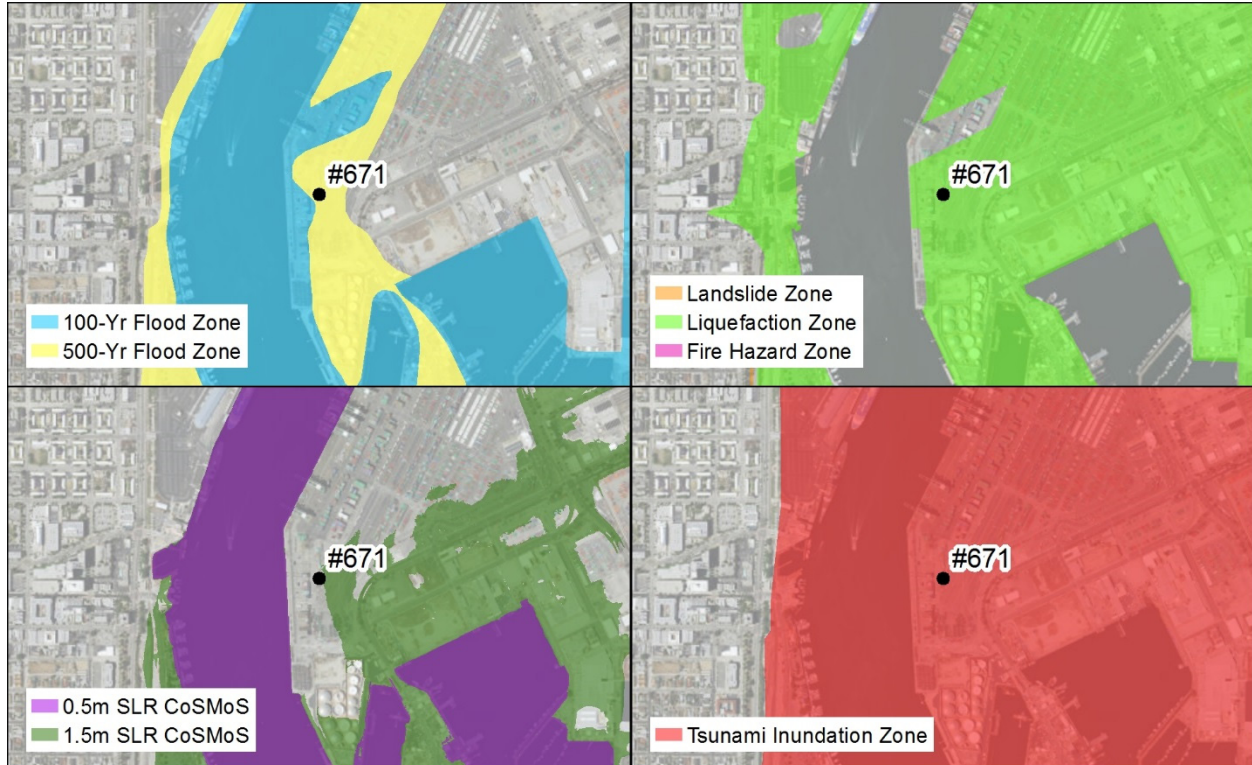 #671
100-Yr Flood Zone
500-Yr Flood Zone
#671
Landslide Zone
Liquefaction Zone
Fire Hazard Zone
#671
0.5m SLR CoSMoS
1.5m SLR CoSMoS
#671
Tsunami Inundation Zone